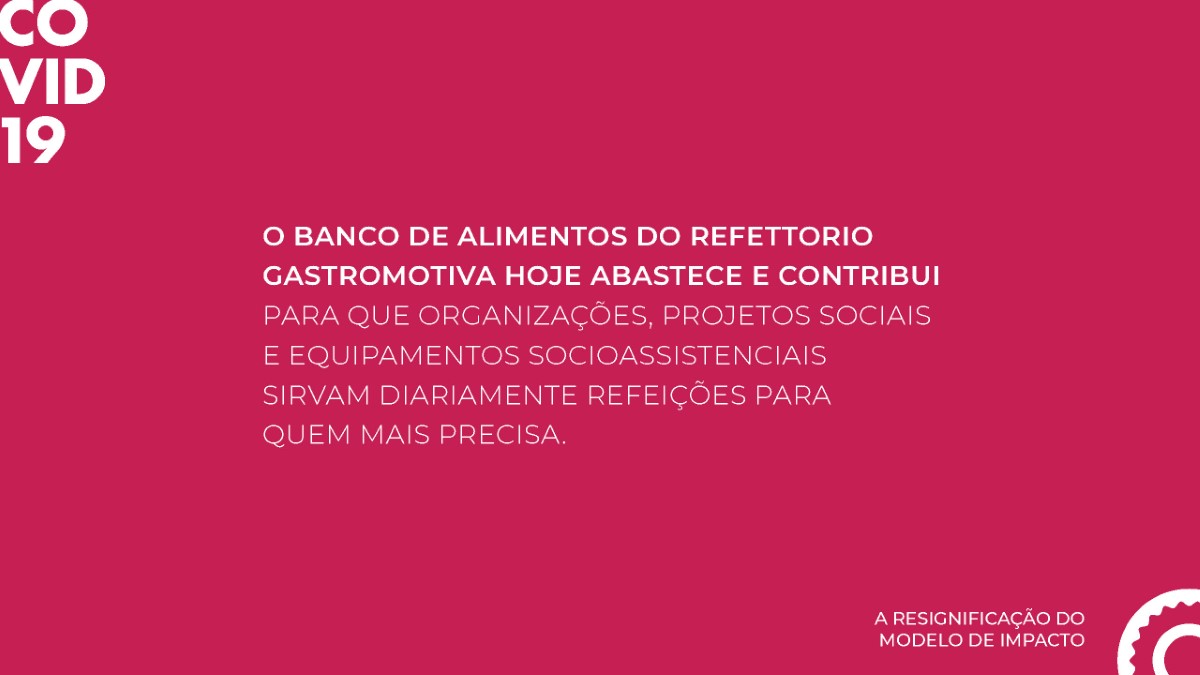 CO
VID
19
O BANCO DE ALIMENTOS DO REFETTORIO
GASTROMOTIVA HOJE ABASTECE E CONTRIBUI
PARA QUE ORGANIZAÇÕES, PROJETOS SOCIAIS
E EQUIPAMENTOS SOCIOASSISTENCIAIS
SIRVAM DIARIAMENTE REFEIÇÕES PARA
QUEM MAIS PRECISA.
A RESIGNIFICAÇÃO DO
MODELO DE IMPACTO